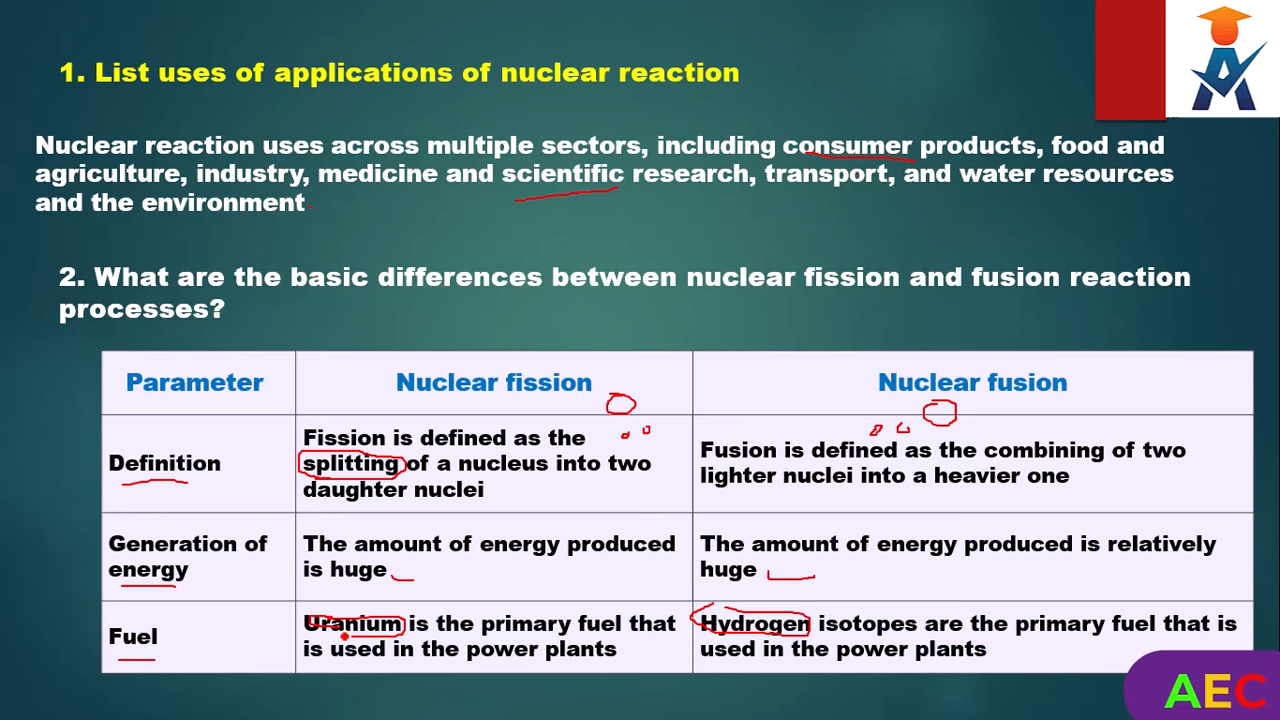 1. List uses of applications of nuclear reaction
Nuclear reaction uses across multiple sectors, including consumer products, food and
agriculture, industry, medicine and scientific research, transport, and water resources
and the environment
2. What are the basic differences between nuclear fission and fusion reaction
processes?
Parameter
Nuclear fission
Nuclear fusion
Definition
Fission is defined as the
splitting of a nucleus into two
daughter nuclei
Fusion is defined as the combining of two
lighter nuclei into a heavier one
Generation of
energy
The amount of energy produced
is huge
The amount of energy produced is relatively
huge
Fuel
Uranium is the primary fuel that
is used in the power plants
Hydrogen isotopes are the primary fuel that is
used in the power plants
AEC